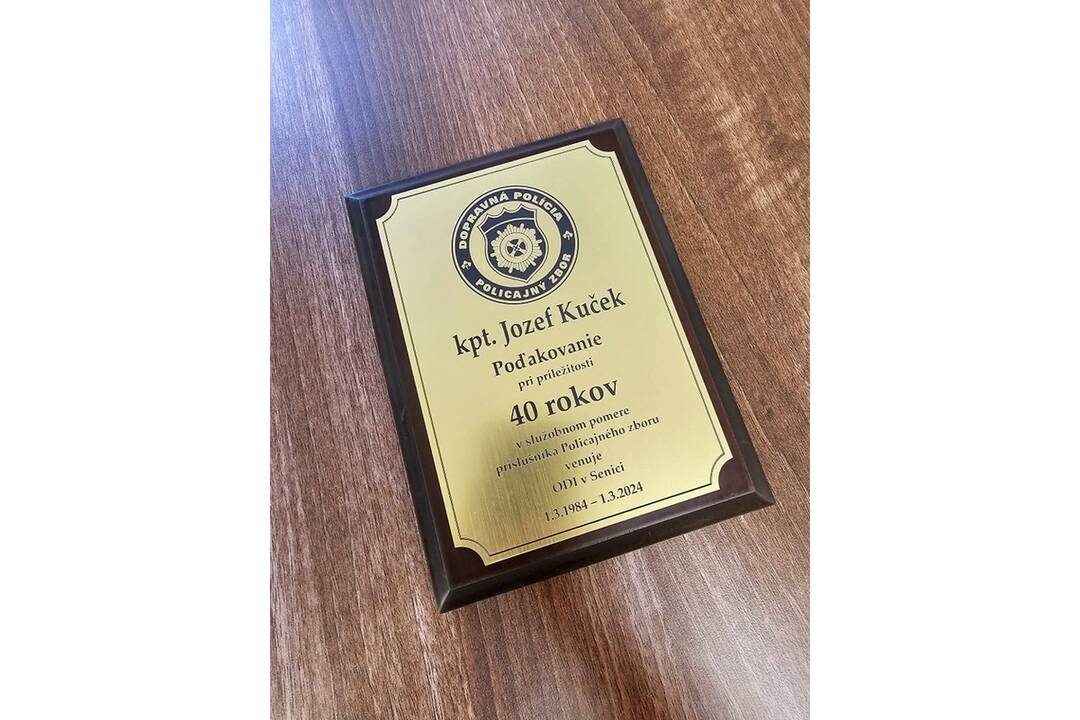 DOPRAVNÁ POLÍCIA
POLICAJNÝ ZBOR
kpt. Jozef Kuček
Poďakovanie
pri príležitosti
40 rokov
v služobnom pomere
príslušníka Policajného zboru
venuje
ODI v Senici
1.3.1984 – 1.3.2024